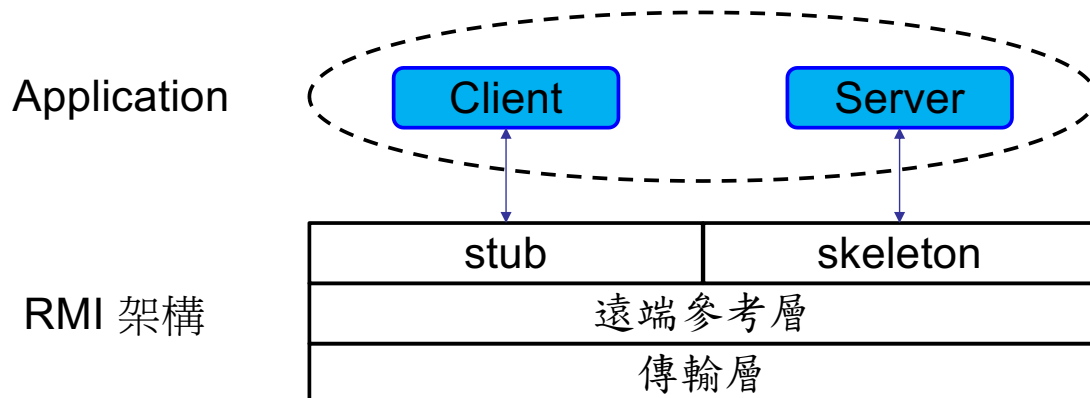 Application
Client
Server
stub
skeleton
RMI 架構
遠端參考層
傳輸層